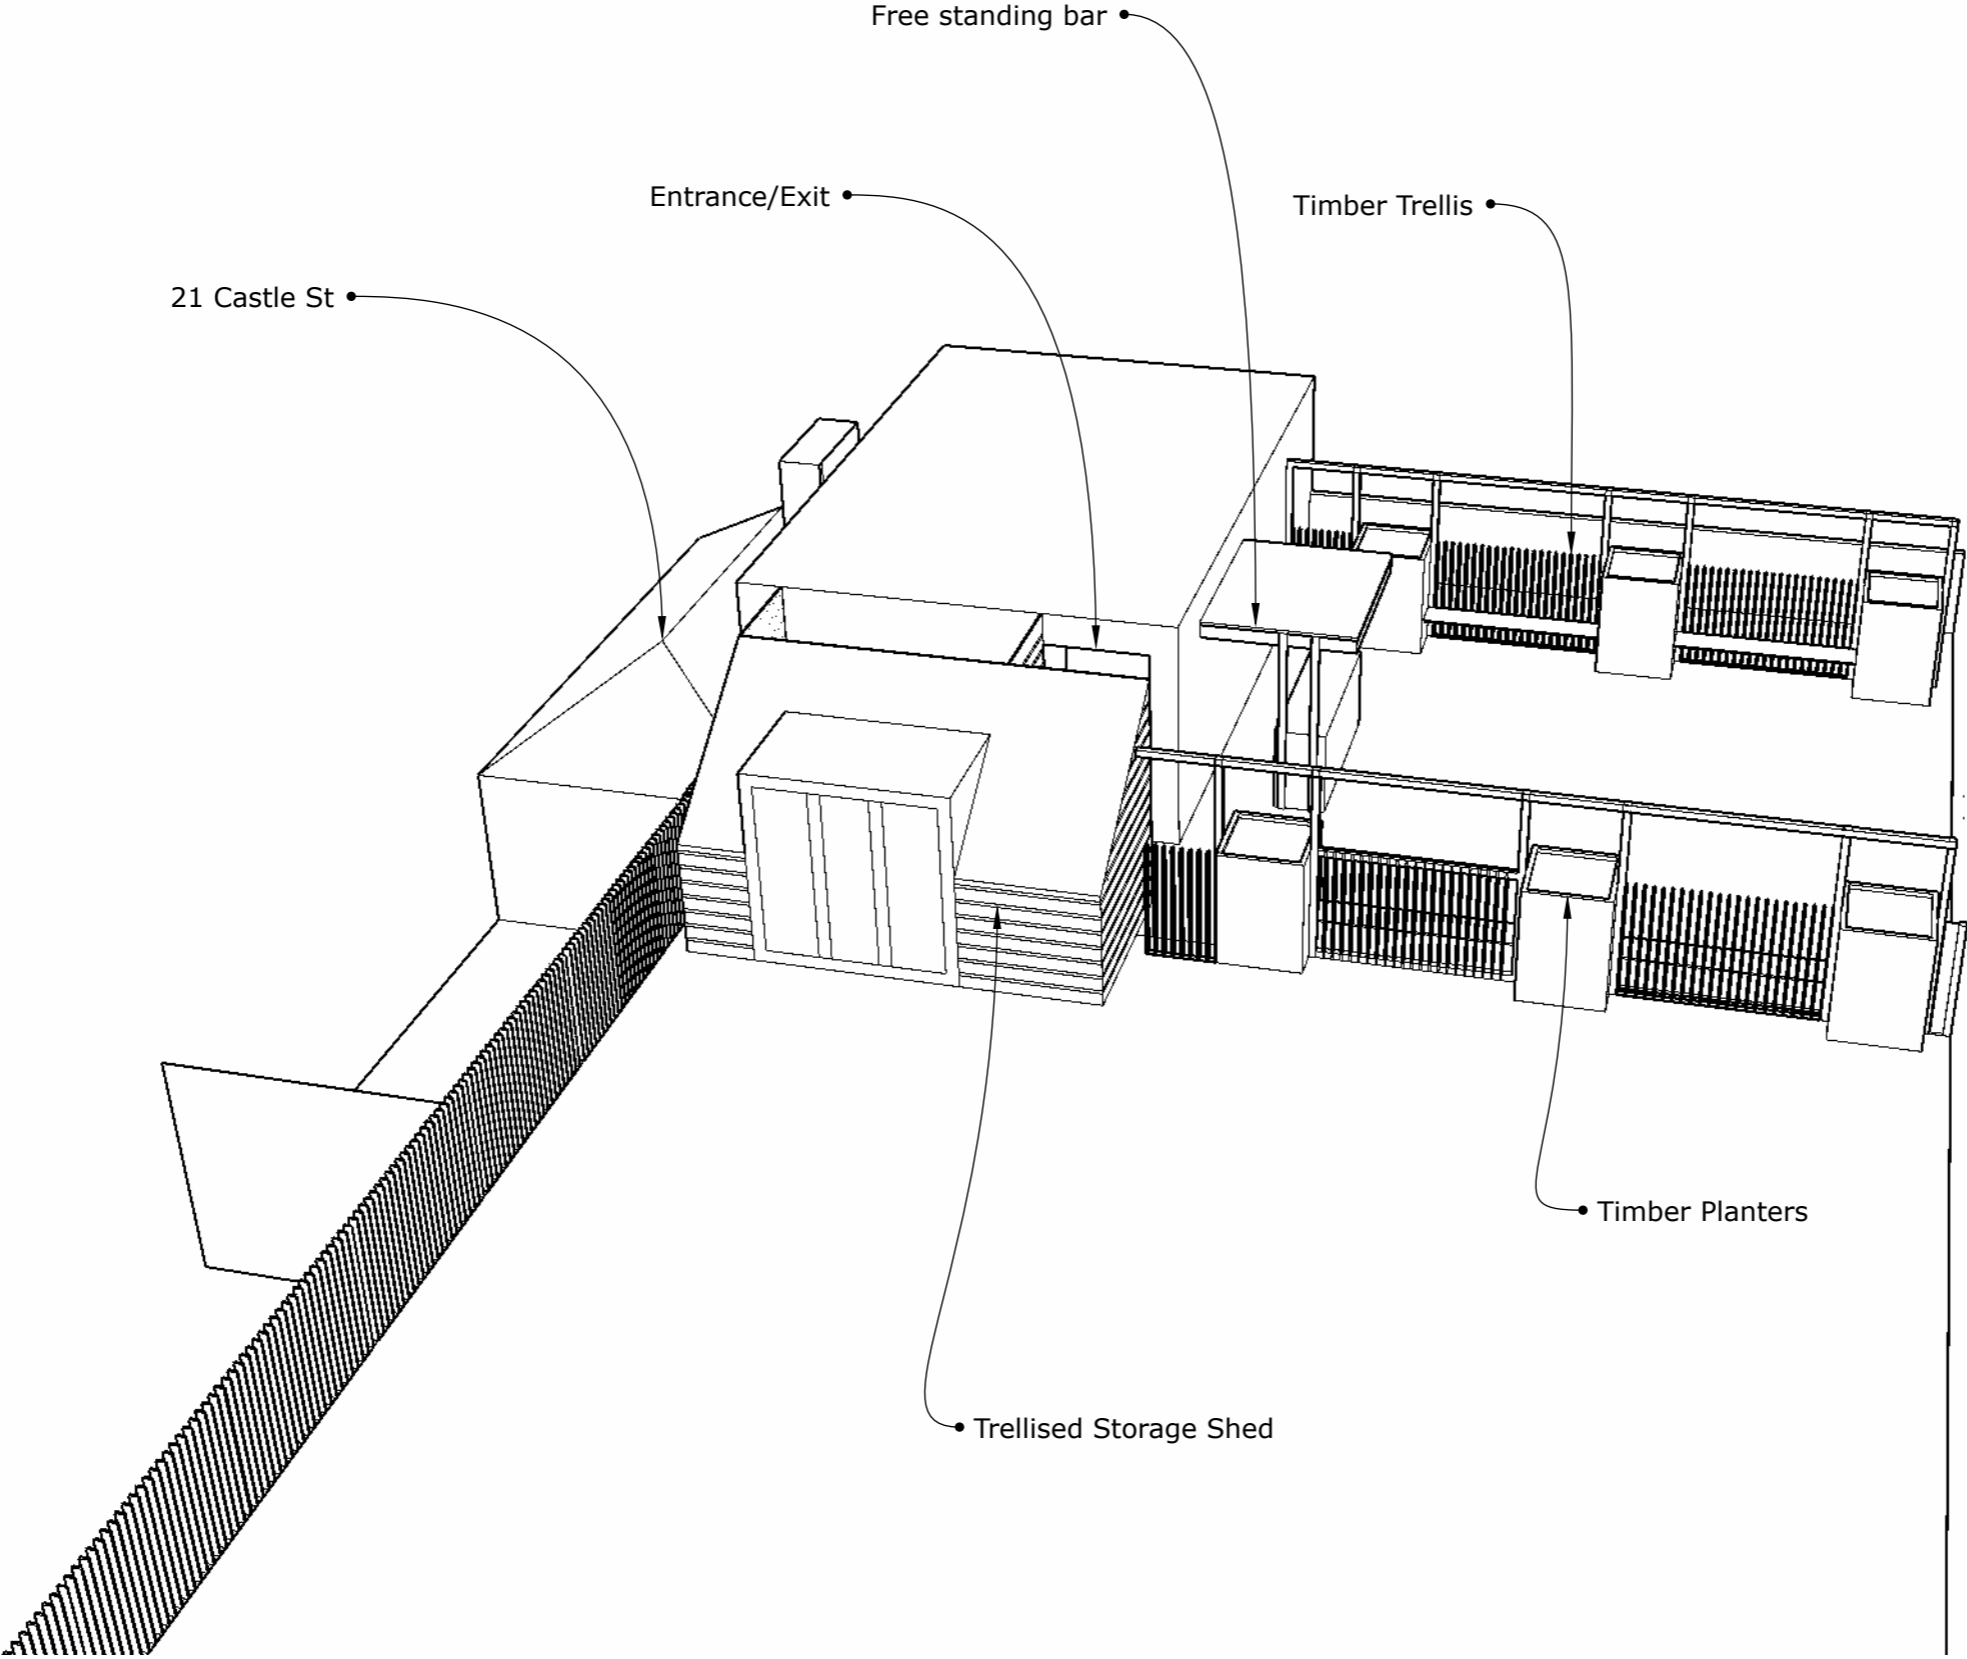 Free standing bar
Entrance/Exit
Timber Trellis
21 Castle St
Timber Planters
Trellised Storage Shed